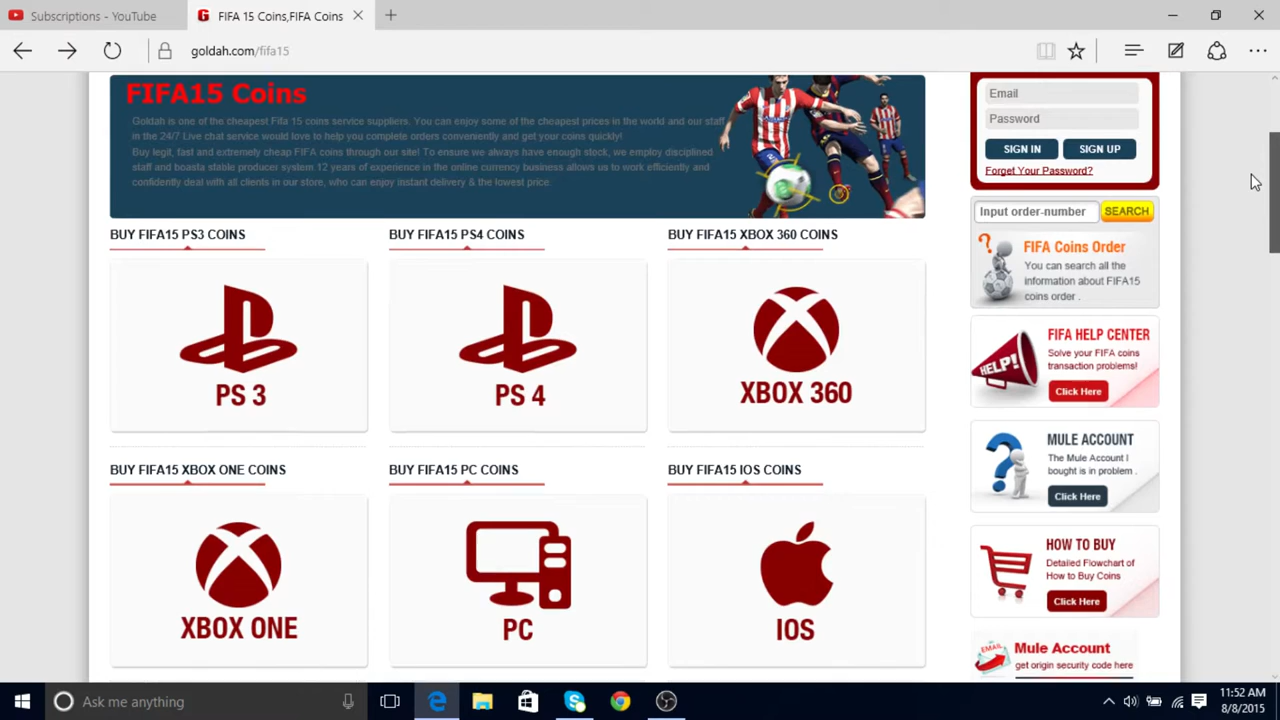 Subscriptions - YouTube
FIFA 15 Coins,FIFA Coins
goldah.com/fifa15
FIFA15 Coins
Goldah is one of the cheapest Fifa 15 coins service suppliers. You can enjoy some of the cheapest prices in the world and our staff
in the 24/7 Live chat service would love to help you complete orders conveniently and get your coins quickly!
Buy legit, fast and extremely cheap FIFA coins through our site! To ensure we always have enough stock, we employ disciplined
staff and boasta stable producer system 12 years of experience in the online currency business allows us to work efficiently and
confidently deal with all clients in our store, who can enjoy instant delivery & the lowest price.
Email
Password
SIGN IN SIGN UP
Forget Your Password?
Input order-number SEARCH
FIFA Coins Order
You can search all the
information about FIFA15
coins order .
BUY FIFA15 PS3 COINS
PS 3
BUY FIFA15 PS4 COINS
PS 4
BUY FIFA15 XBOX 360 COINS
XBOX 360
FIFA HELP CENTER
Solve your FIFA coins
transaction problems!
HELP!
Click Here
MULE ACCOUNT
The Mule Account I
bought is in problem .
Click Here
BUY FIFA15 XBOX ONE COINS
XBOX ONE
BUY FIFA15 PC COINS
PC
BUY FIFA15 IOS COINS
IOS
HOW TO BUY
Detailed Flowchart of
How to Buy Coins
Click Here
EMAIL
Mule Account
get origin security code here
Ask me anything
11:52 AM
8/8/2015